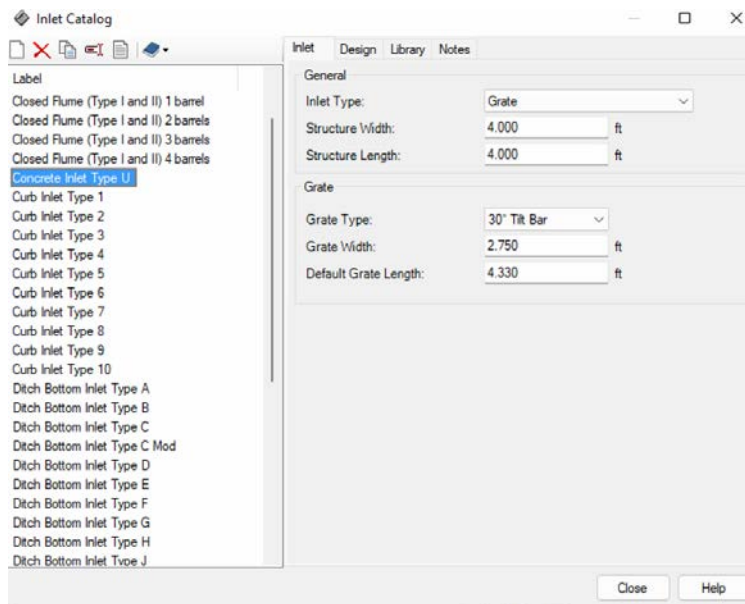 Inlet Catalog
Label
Closed Flume (Type I and II) 1 barrel
Closed Flume (Type I and II) 2 barrels
Closed Flume (Type I and II) 3 barrels
Closed Flume (Type I and II) 4 barrels
Concrete Inlet Type U
Curb Inlet Type 1
Curb Inlet Type 2
Curb Inlet Type 3
Curb Inlet Type 4
Curb Inlet Type 5
Curb Inlet Type 6
Curb Inlet Type 7
Curb Inlet Type 8
Curb Inlet Type 9
Curb Inlet Type 10
Ditch Bottom Inlet Type A
Ditch Bottom Inlet Type B
Ditch Bottom Inlet Type C
Ditch Bottom Inlet Type C Mod
Ditch Bottom Inlet Type D
Ditch Bottom Inlet Type E
Ditch Bottom Inlet Type F
Ditch Bottom Inlet Type G
Ditch Bottom Inlet Type H
Ditch Bottom Inlet Type J
Inlet Design Library Notes
General
Inlet Type: Grate
Structure Width: 4.000 ft
Structure Length: 4.000 ft
Grate
Grate Type: 30° Tilt Bar
Grate Width: 2.750 ft
Default Grate Length: 4.330 ft
Close Help